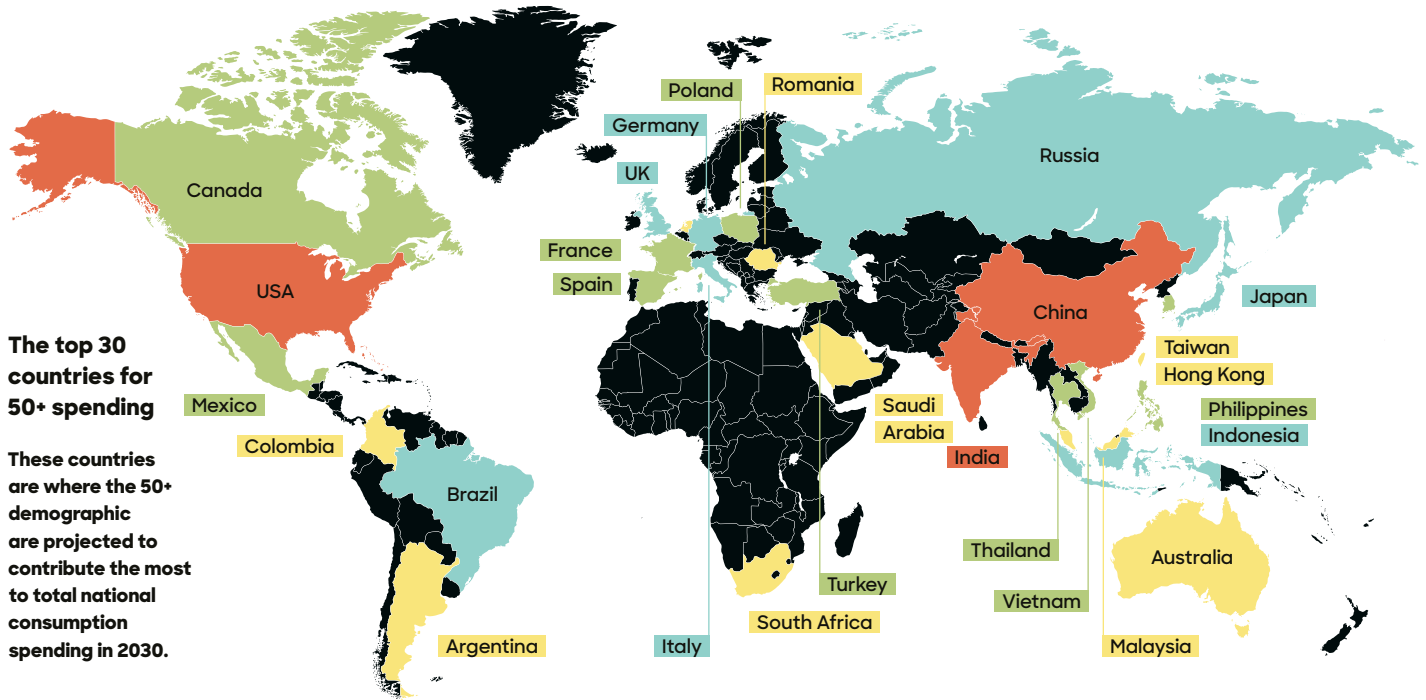 The top 30
countries for
50+ spending
These countries
are where the 50+
demographic
are projected to
contribute the most
to total national
consumption
spending in 2030.
Canada
USA
Mexico
Colombia
Brazil
Argentina
Poland
Romania
Germany
UK
France
Spain
Russia
China
Japan
Taiwan
Hong Kong
Saudi
Arabia
Philippines
Indonesia
India
Thailand
Australia
Turkey
Vietnam
South Africa
Italy
Malaysia